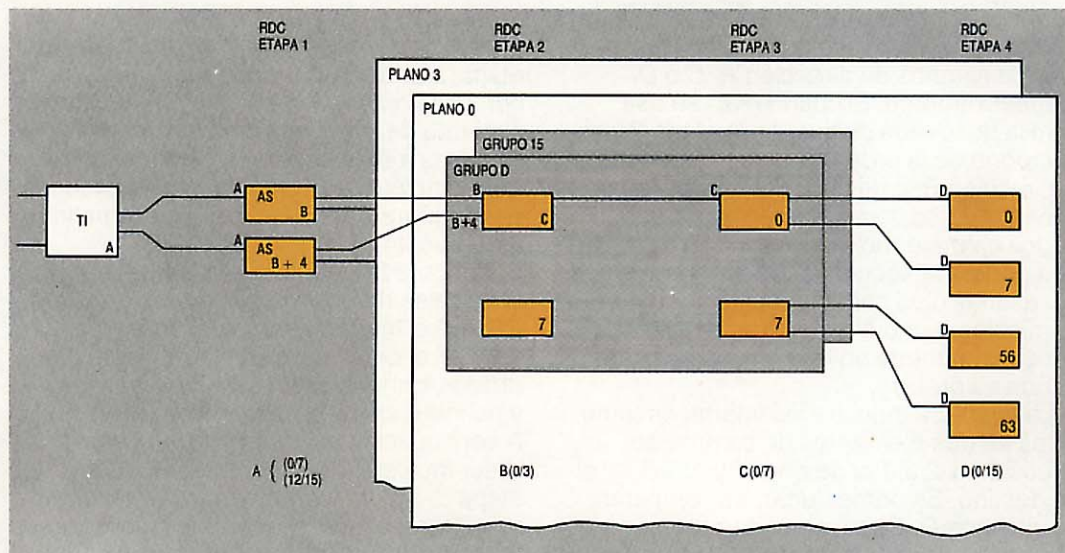 RDC
ETAPA 1
RDC
ETAPA 2
RDC
ETAPA 3
RDC
ETAPA 4
PLANO 3
PLANO 0
GRUPO 15
GRUPO D
TI
A
A
AS
B
A
AS
B + 4
B
B+4
C
7
C
0
7
D
0
D
7
D
56
D
63
A { (0/7)
(12/15)
B (0/3)
C (0/7)
D (0/15)